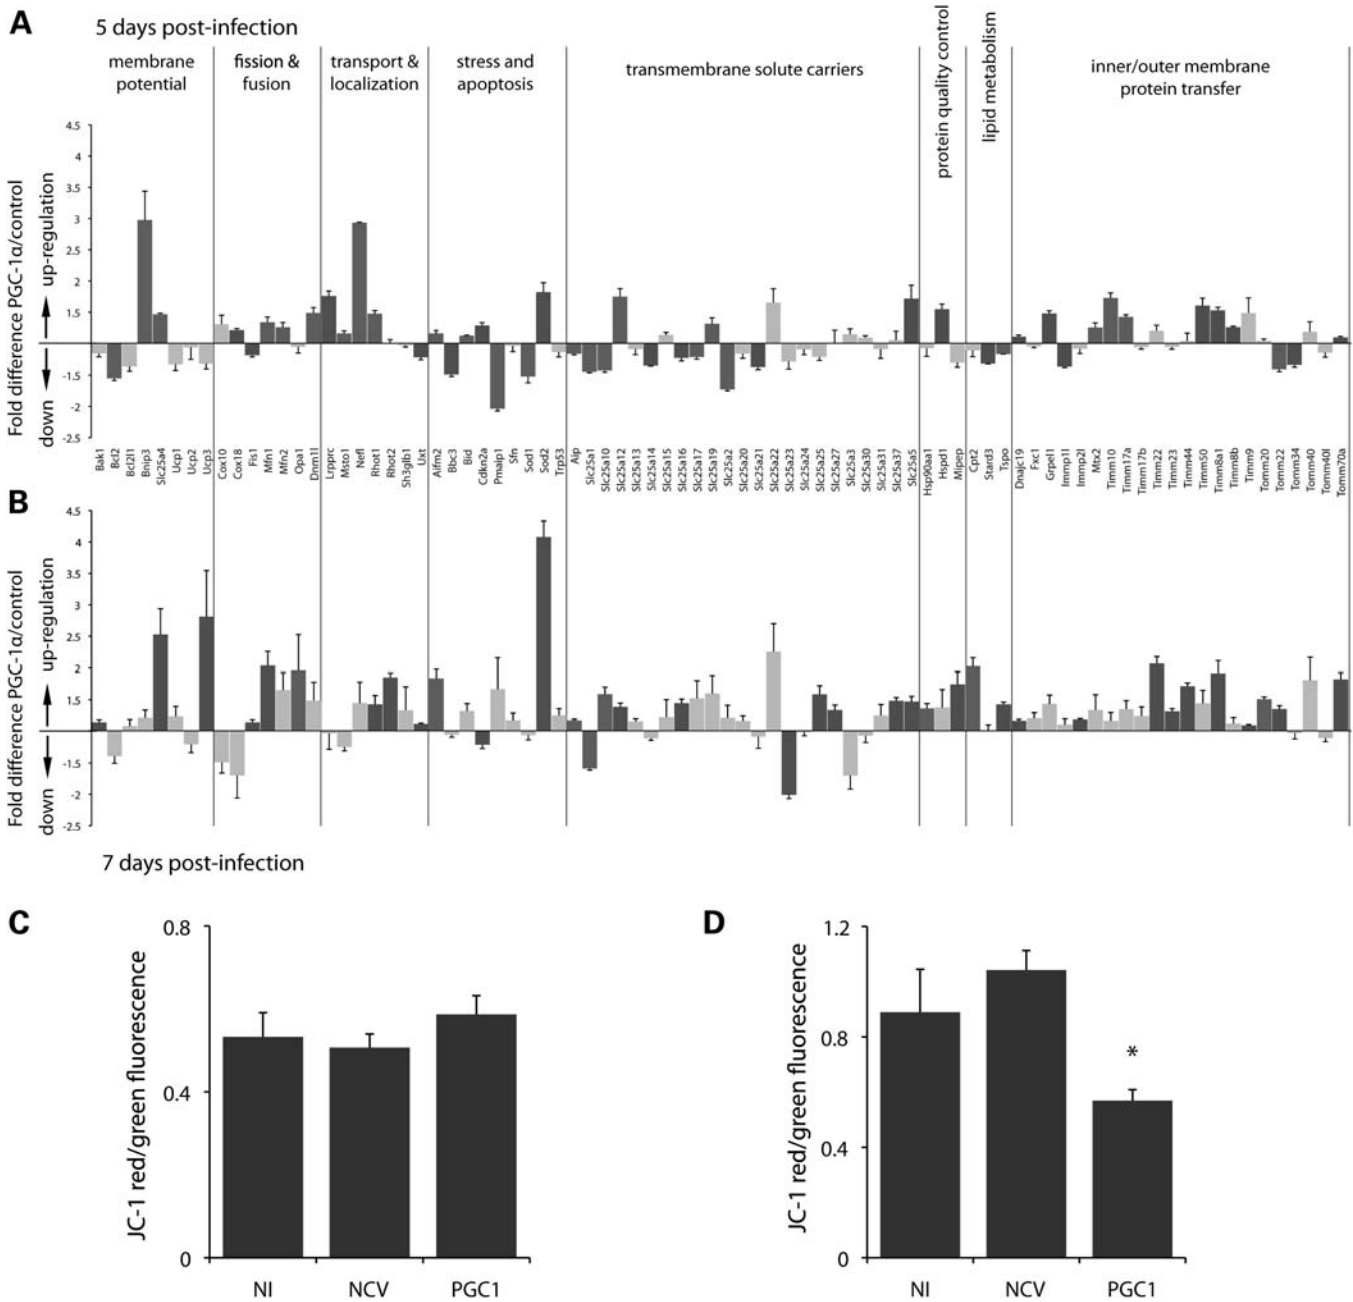 A
5 days post-infection
membrane
potential
fission &
fusion
transport &
localization
stress and
apoptosis
transmembrane solute carriers
protein quality control
lipid metabolism
inner/outer membrane
protein transfer
Fold difference PGC-1α/control
down
up-regulation
4.5
4
3.5
3
2.5
2
1.5
-1.5
-2
-2.5
Bak1
Bcl2
Bcl2l1
Bnip3
Slc25a4
Ucp1
Ucp2
Ucp3
Cox10
Cox18
Fis1
Mfn1
Mfn2
Opa1
Dnm1l
Lrpprc
Msto1
Nefl
Rhot1
Rhot2
Sh3glb1
Uxt
Aifm2
Bbc3
Bid
Cdkn2a
Pmaip1
Sfn
Sod1
Sod2
Trp53
Aip
Slc25a1
Slc25a10
Slc25a12
Slc25a13
Slc25a14
Slc25a15
Slc25a16
Slc25a17
Slc25a19
Slc25a2
Slc25a20
Slc25a21
Slc25a22
Slc25a23
Slc25a24
Slc25a25
Slc25a27
Slc25a3
Slc25a30
Slc25a31
Slc25a37
Slc25a5
Hsp90aa1
Hspd1
Mipep
Cpt2
Stard3
Tspo
Dnajc19
Fxc1
Grpel1
Immp1l
Immp2l
Mtx2
Timm10
Timm17a
Timm17b
Timm22
Timm23
Timm44
Timm50
Timm8a1
Timm8b
Timm9
Tomm20
Tomm22
Tomm34
Tomm40
Tomm40l
Tomm70a
B
Fold difference PGC-1α/control
down
up-regulation
4.5
4
3.5
3
2.5
2
1.5
-1.5
-2
-2.5
7 days post-infection
C
JC-1 red/green fluorescence
0.8
0.4
0
NI
NCV
PGC1
D
JC-1 red/green fluorescence
1.2
0.8
0.4
0
*
NI
NCV
PGC1